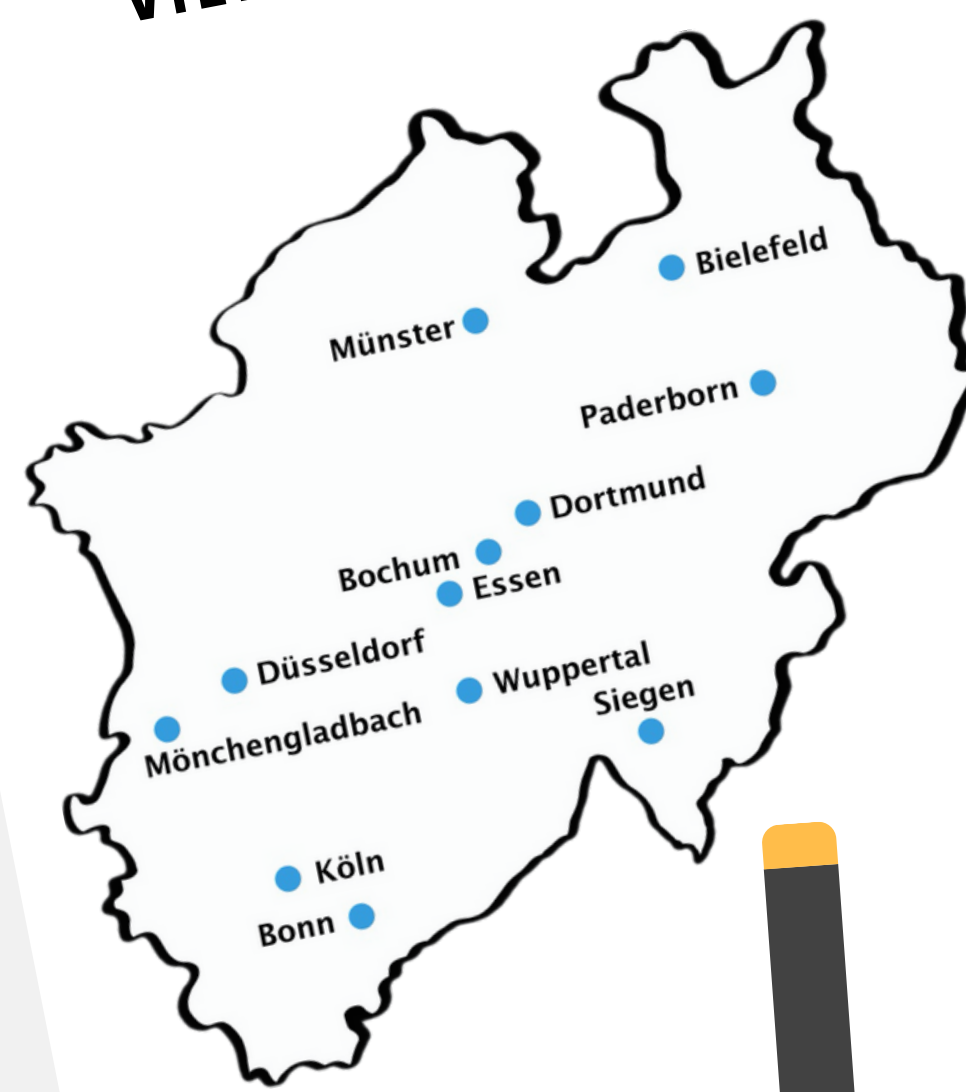 Bielefeld
Münster
Paderborn
Dortmund
Bochum
Essen
Düsseldorf
Wuppertal
Siegen
Mönchengladbach
Köln
Bonn